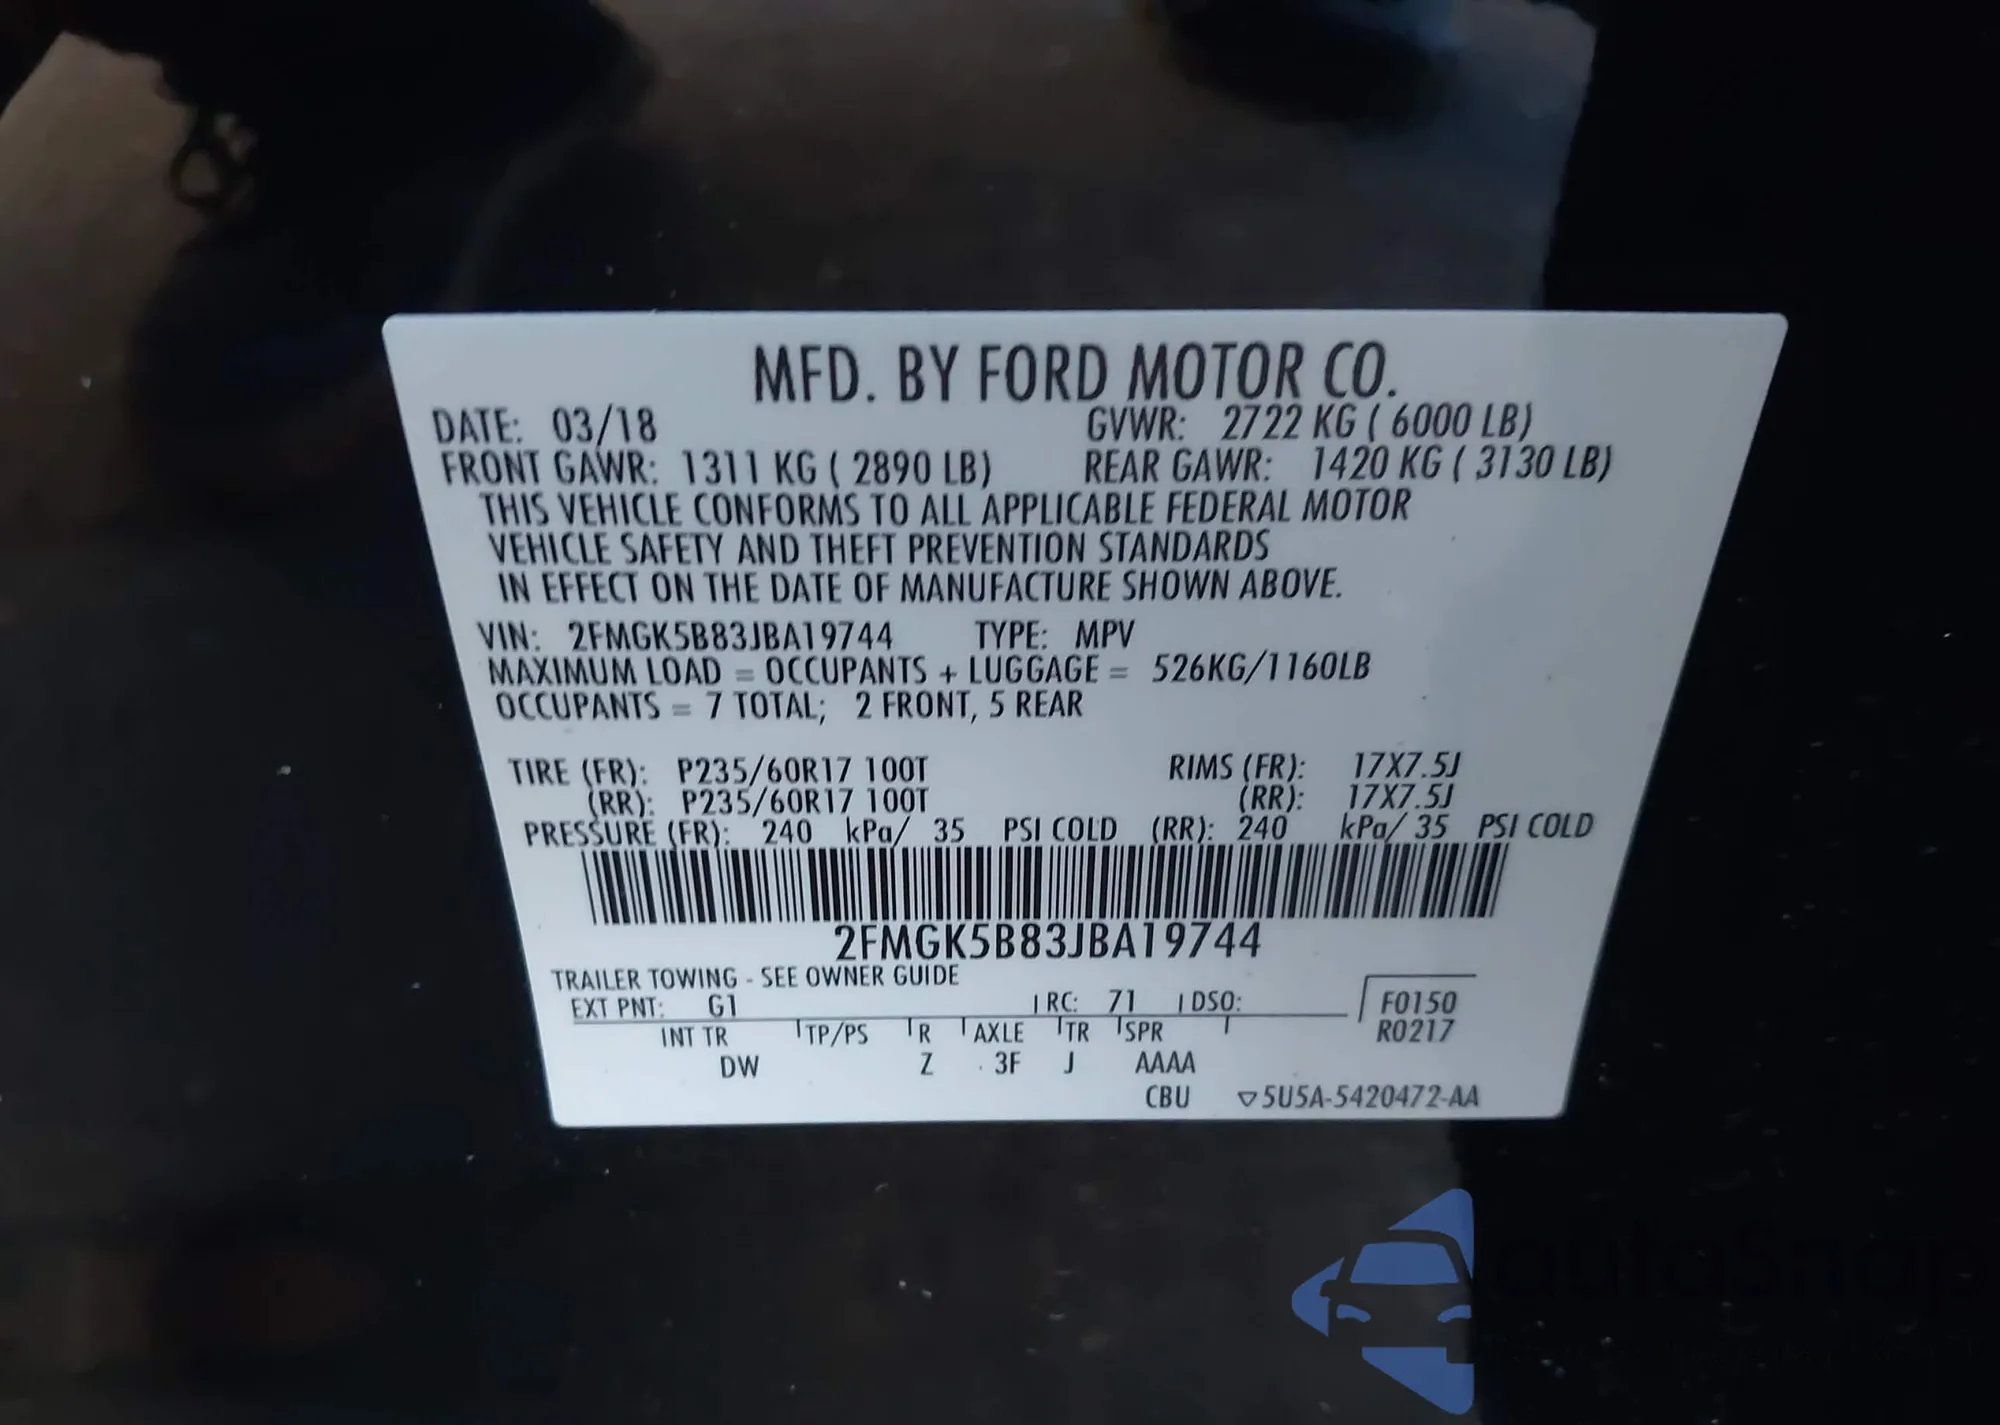 MFD. BY FORD MOTOR CO.
DATE: 03/18 GVWR: 2722 KG ( 6000 LB)
FRONT GAWR: 1311 KG ( 2890 LB) REAR GAWR: 1420 KG ( 3130 LB)
THIS VEHICLE CONFORMS TO ALL APPLICABLE FEDERAL MOTOR
VEHICLE SAFETY AND THEFT PREVENTION STANDARDS
IN EFFECT ON THE DATE OF MANUFACTURE SHOWN ABOVE.
VIN: 2FMGK5B83JBA19744 TYPE: MPV
MAXIMUM LOAD = OCCUPANTS + LUGGAGE = 526KG/1160LB
OCCUPANTS = 7 TOTAL; 2 FRONT, 5 REAR
TIRE (FR): P235/60R17 100T RIMS (FR): 17X7.5J
(RR): P235/60R17 100T (RR): 17X7.5J
PRESSURE (FR): 240 kPa/ 35 PSI COLD (RR): 240 kPa/ 35 PSI COLD
2FMGK5B83JBA19744
TRAILER TOWING - SEE OWNER GUIDE
EXT PNT: G1 RC: 71 DSO: F0150
INT TR TP/PS R AXLE TR SPR R0217
DW Z 3F J AAAA
CBU ▽5U5A-5420472-AA